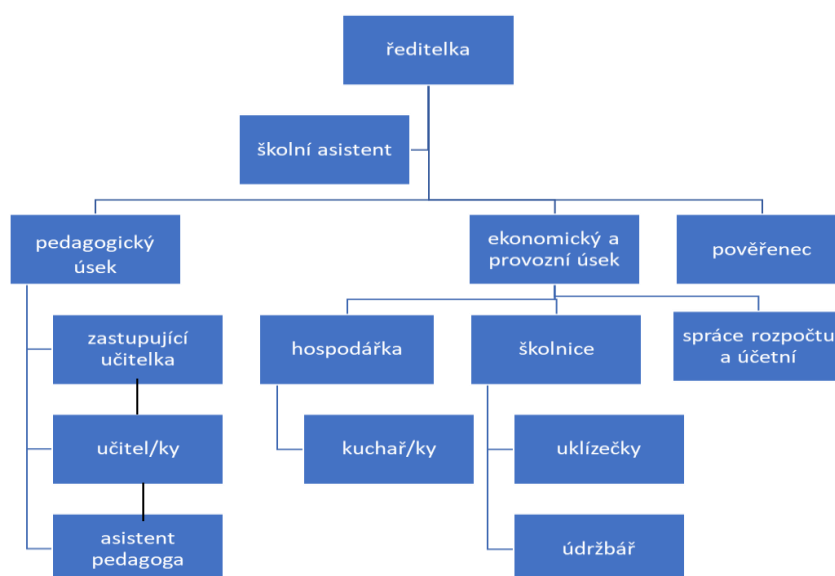 ředitelka
školní asistent
pedagogický
úsek
ekonomický a
provozní úsek
pověřenec
zastupující
učitelka
hospodářka
školnice
spráce rozpočtu
a účetní
učitel/ky
kuchař/ky
uklízečky
asistent
pedagoga
údržbář